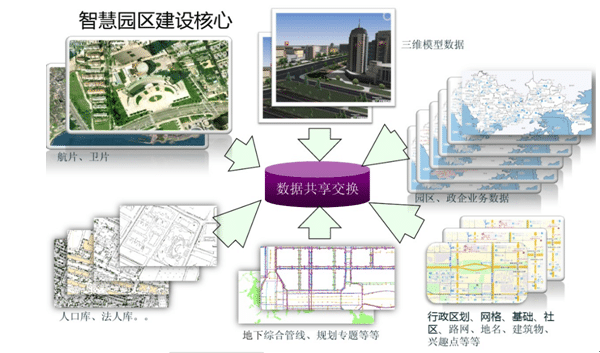 智慧园区建设核心
三维模型数据
航片、卫片
数据共享交换
园区、政企业务数据
人口库、法人库。。
地下综合管线、规划专题等等
行政区划、网格、基础、社
区、路网、地名、建筑物、
兴趣点等等